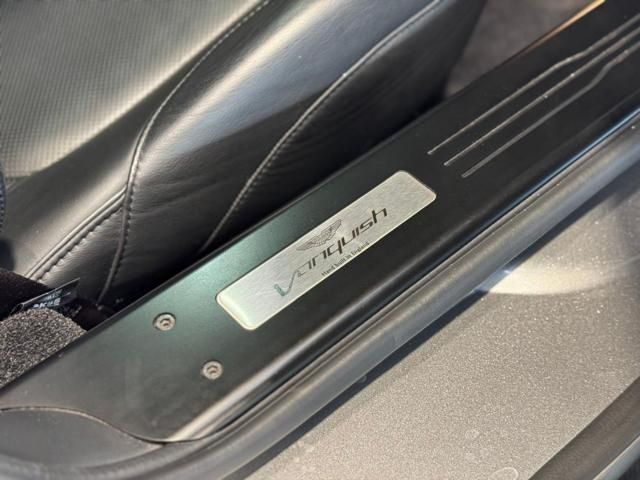 Vanquish
Hand built in England